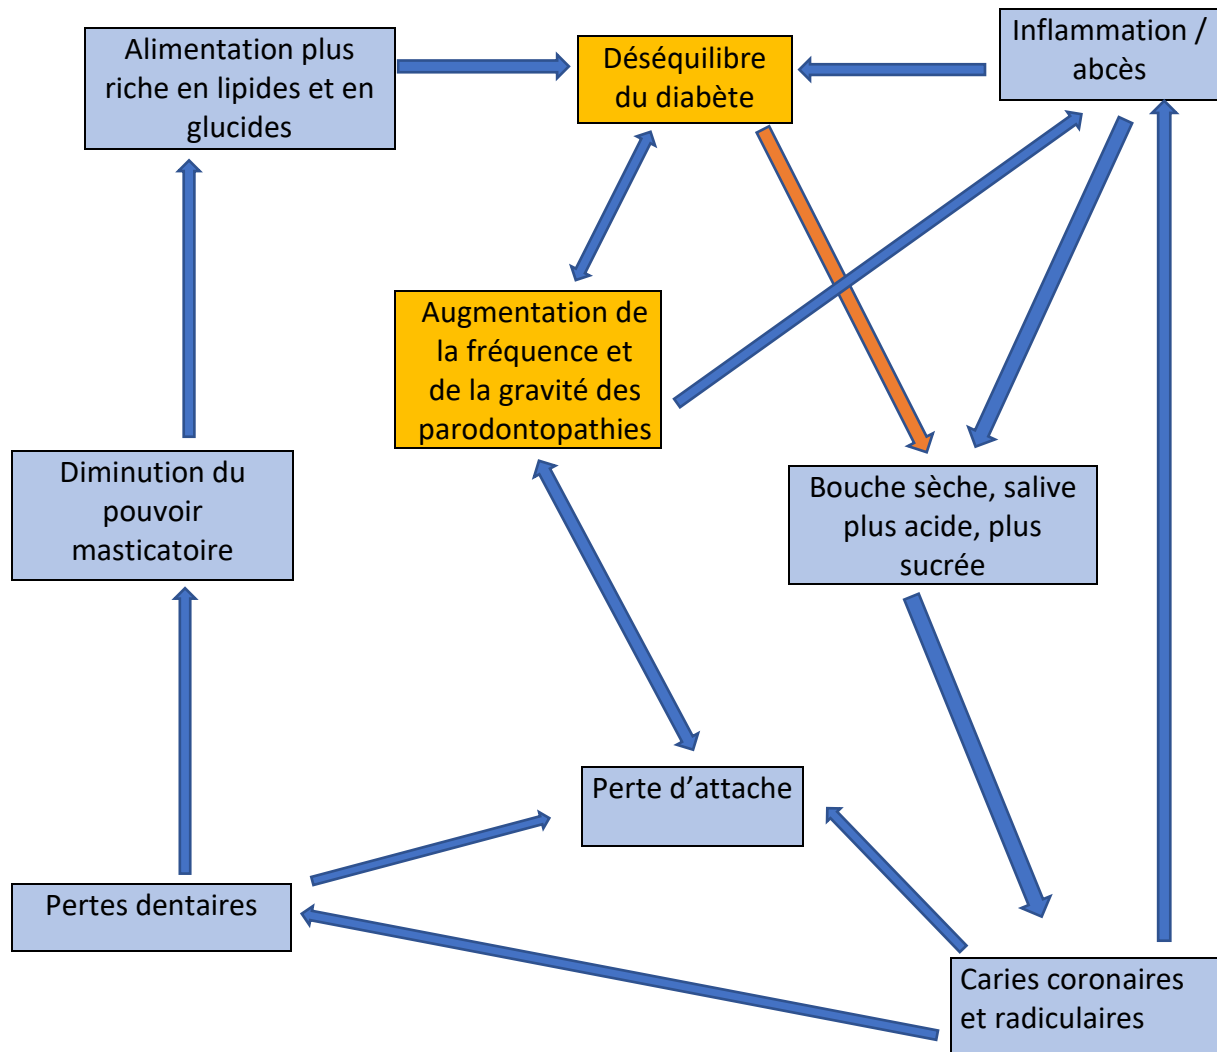 Alimentation plus
riche en lipides et en
glucides
Déséquilibre
du diabète
Inflammation /
abcès
Augmentation de
la fréquence et
de la gravité des
parodontopathies
Diminution du
pouvoir
masticatoire
Bouche sèche, salive
plus acide, plus
sucrée
Perte d’attache
Pertes dentaires
Caries coronaires
et radiculaires